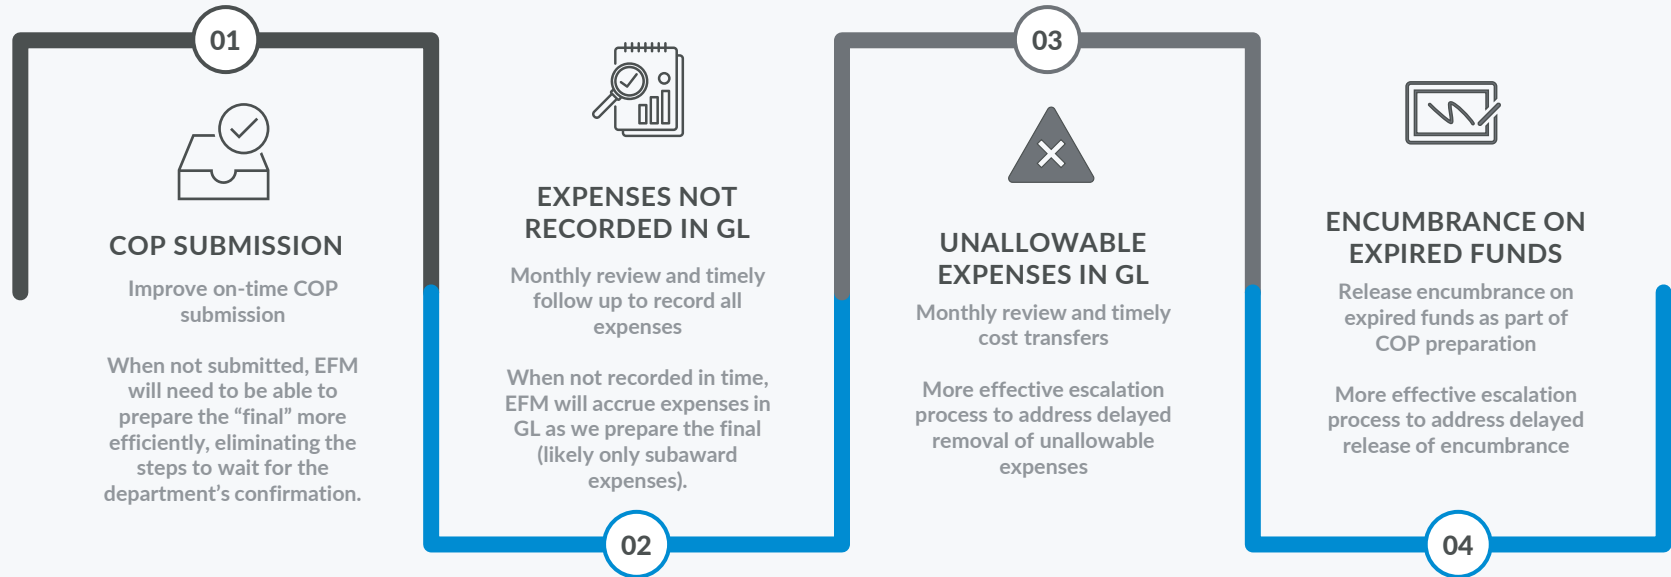 01
COP SUBMISSION
Improve on-time COP
submission
When not submitted, EFM
will need to be able to
prepare the “final” more
efficiently, eliminating the
steps to wait for the
department’s confirmation.
EXPENSES NOT
RECORDED IN GL
Monthly review and timely
follow up to record all
expenses
When not recorded in time,
EFM will accrue expenses in
GL as we prepare the final
(likely only subaward
expenses).
02
03
UNALLOWABLE
EXPENSES IN GL
Monthly review and timely
cost transfers
More effective escalation
process to address delayed
removal of unallowable
expenses
ENCUMBRANCE ON
EXPIRED FUNDS
Release encumbrance on
expired funds as part of
COP preparation
More effective escalation
process to address delayed
release of encumbrance
04